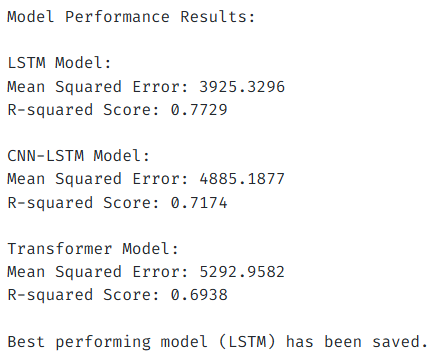 Model Performance Results:
LSTM Model:
Mean Squared Error: 3925.3296
R-squared Score: 0.7729
CNN-LSTM Model:
Mean Squared Error: 4885.1877
R-squared Score: 0.7174
Transformer Model:
Mean Squared Error: 5292.9582
R-squared Score: 0.6938
Best performing model (LSTM) has been saved.